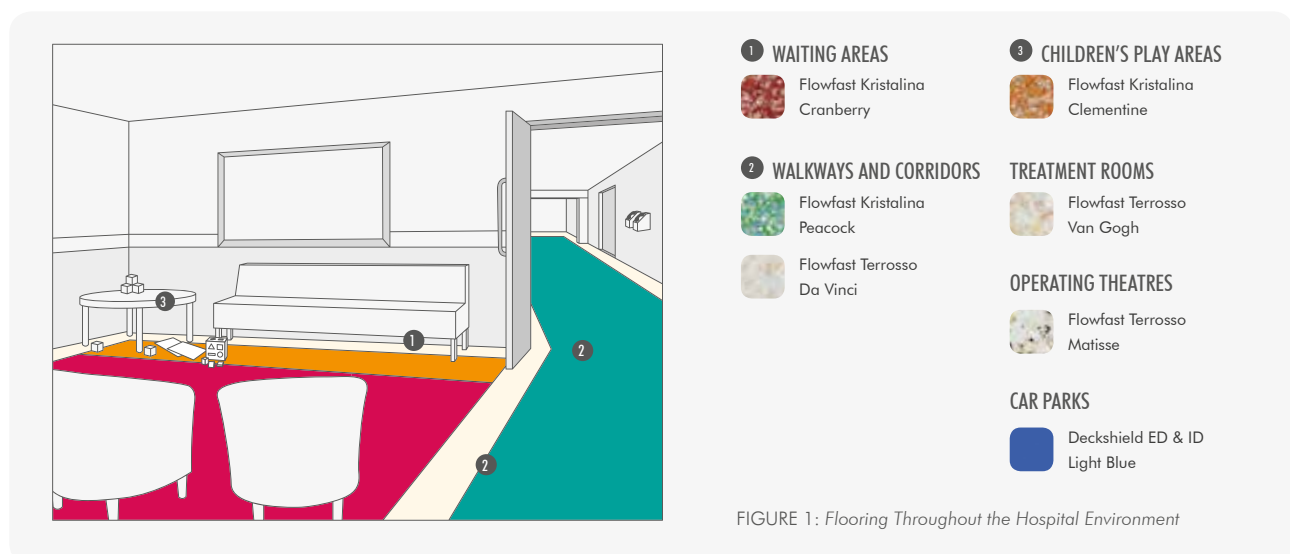 1 WAITING AREAS
Flowfast Kristalina
Cranberry
2 WALKWAYS AND CORRIDORS
Flowfast Kristalina
Peacock
Flowfast Terrosso
Da Vinci
3 CHILDREN'S PLAY AREAS
Flowfast Kristalina
Clementine
TREATMENT ROOMS
Flowfast Terrosso
Van Gogh
OPERATING THEATRES
Flowfast Terrosso
Matisse
CAR PARKS
Deckshield ED & ID
Light Blue
3
1
2
2
FIGURE 1: Flooring Throughout the Hospital Environment